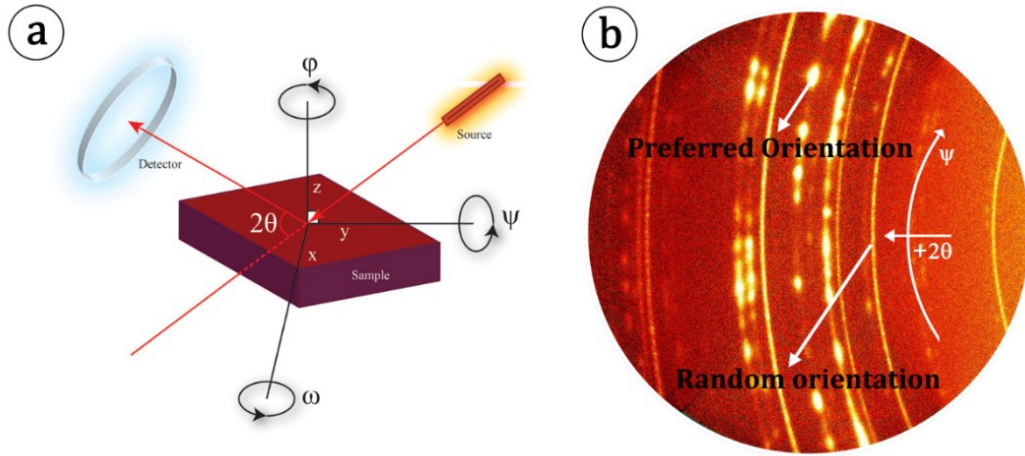 a
φ
Source
Detector
z
2θ
y
ψ
x
Sample
ω
b
Preferred Orientation
ψ
+2θ
Random orientation